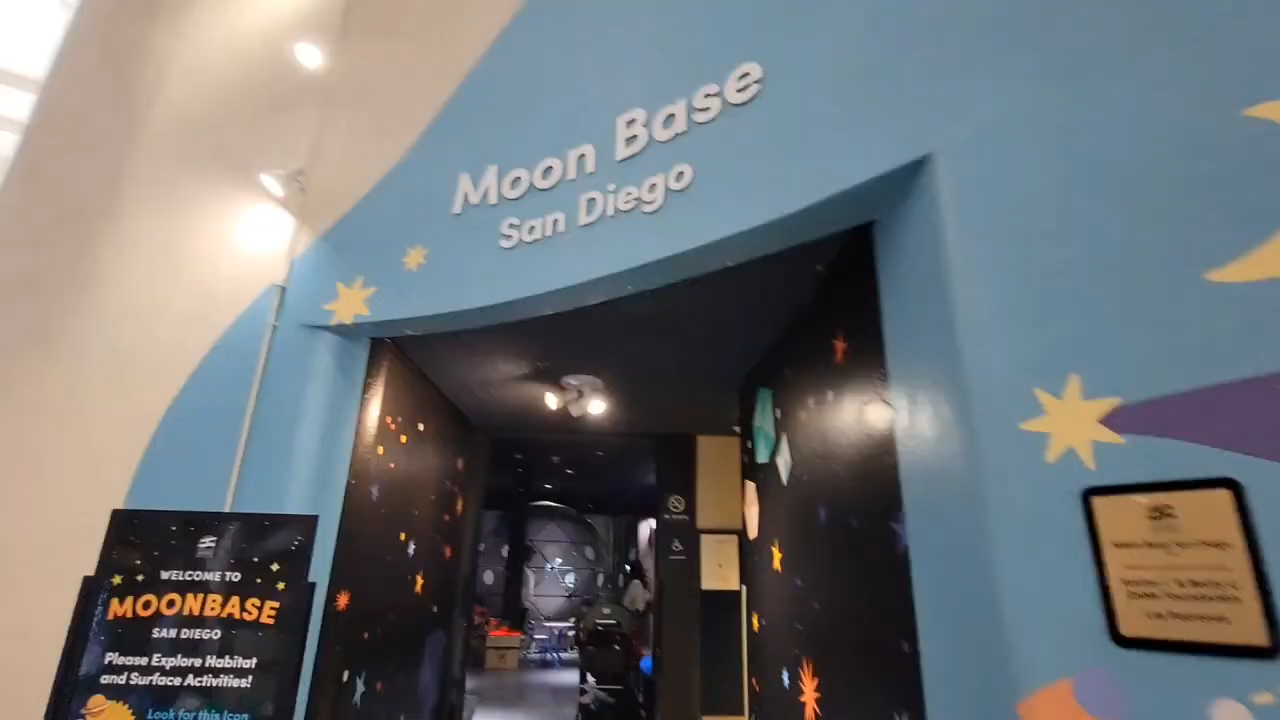 Moon Base
San Diego
WELCOME TO
MOONBASE
SAN DIEGO
Please Explore Habitat
and Surface Activities!
Look for this Icon